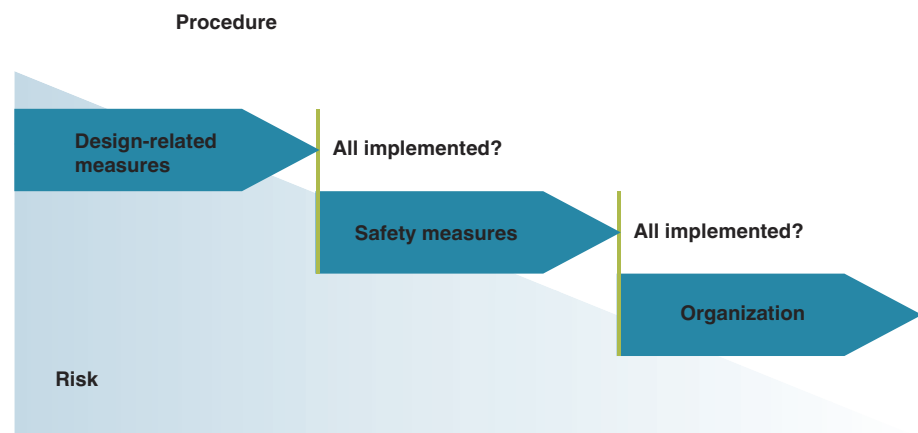 Procedure
Design-related
measures
All implemented?
Safety measures
All implemented?
Organization
Risk